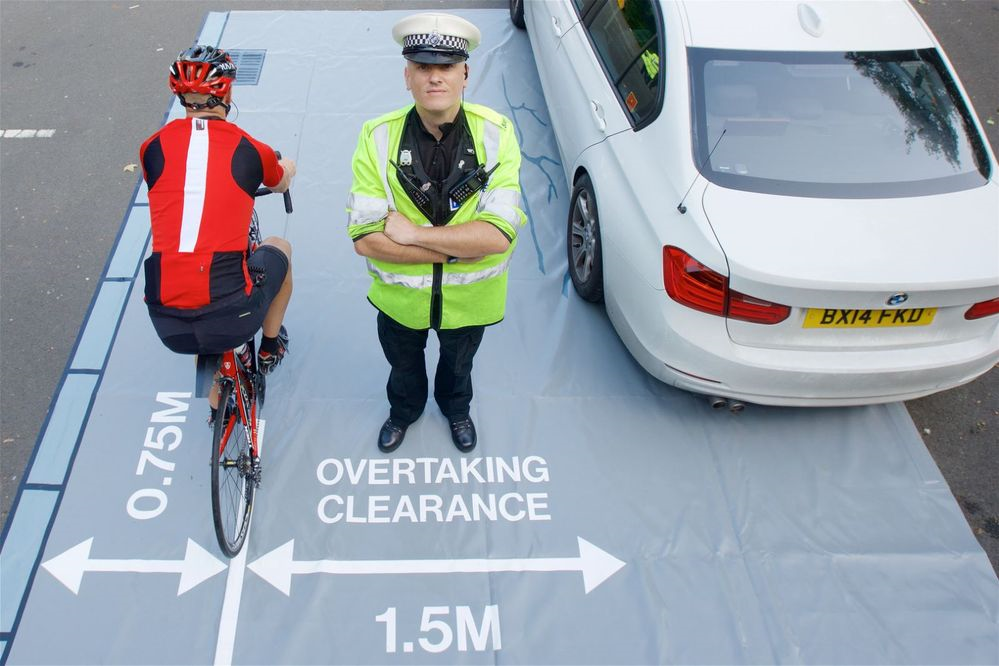 0.75M
OVERTAKING
CLEARANCE
1.5M
BX14 FKD